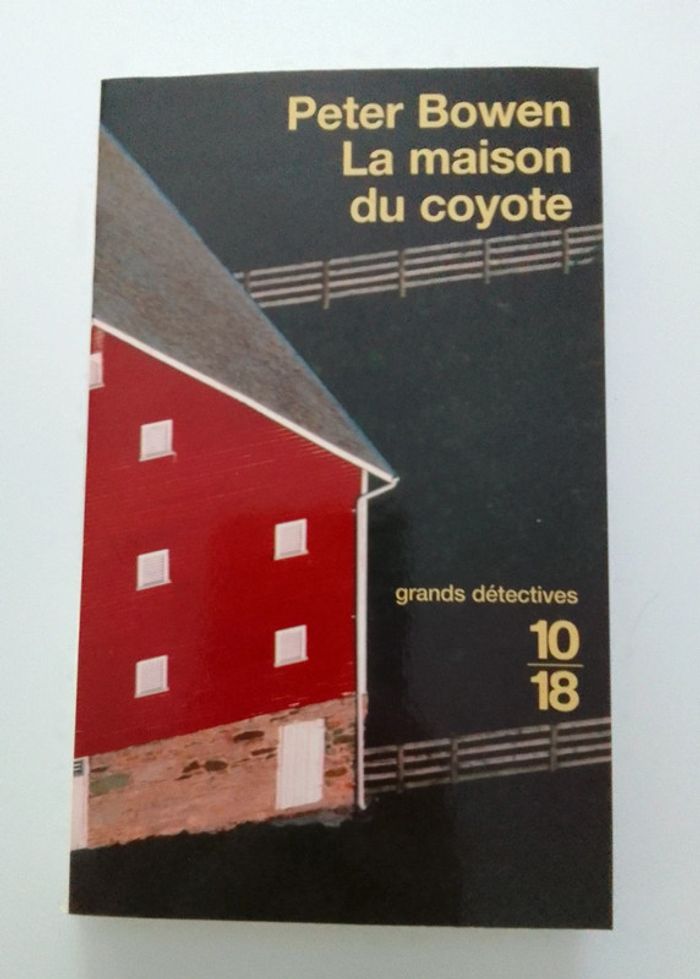 Peter Bowen
La maison
du coyote
grands détectives
10
18